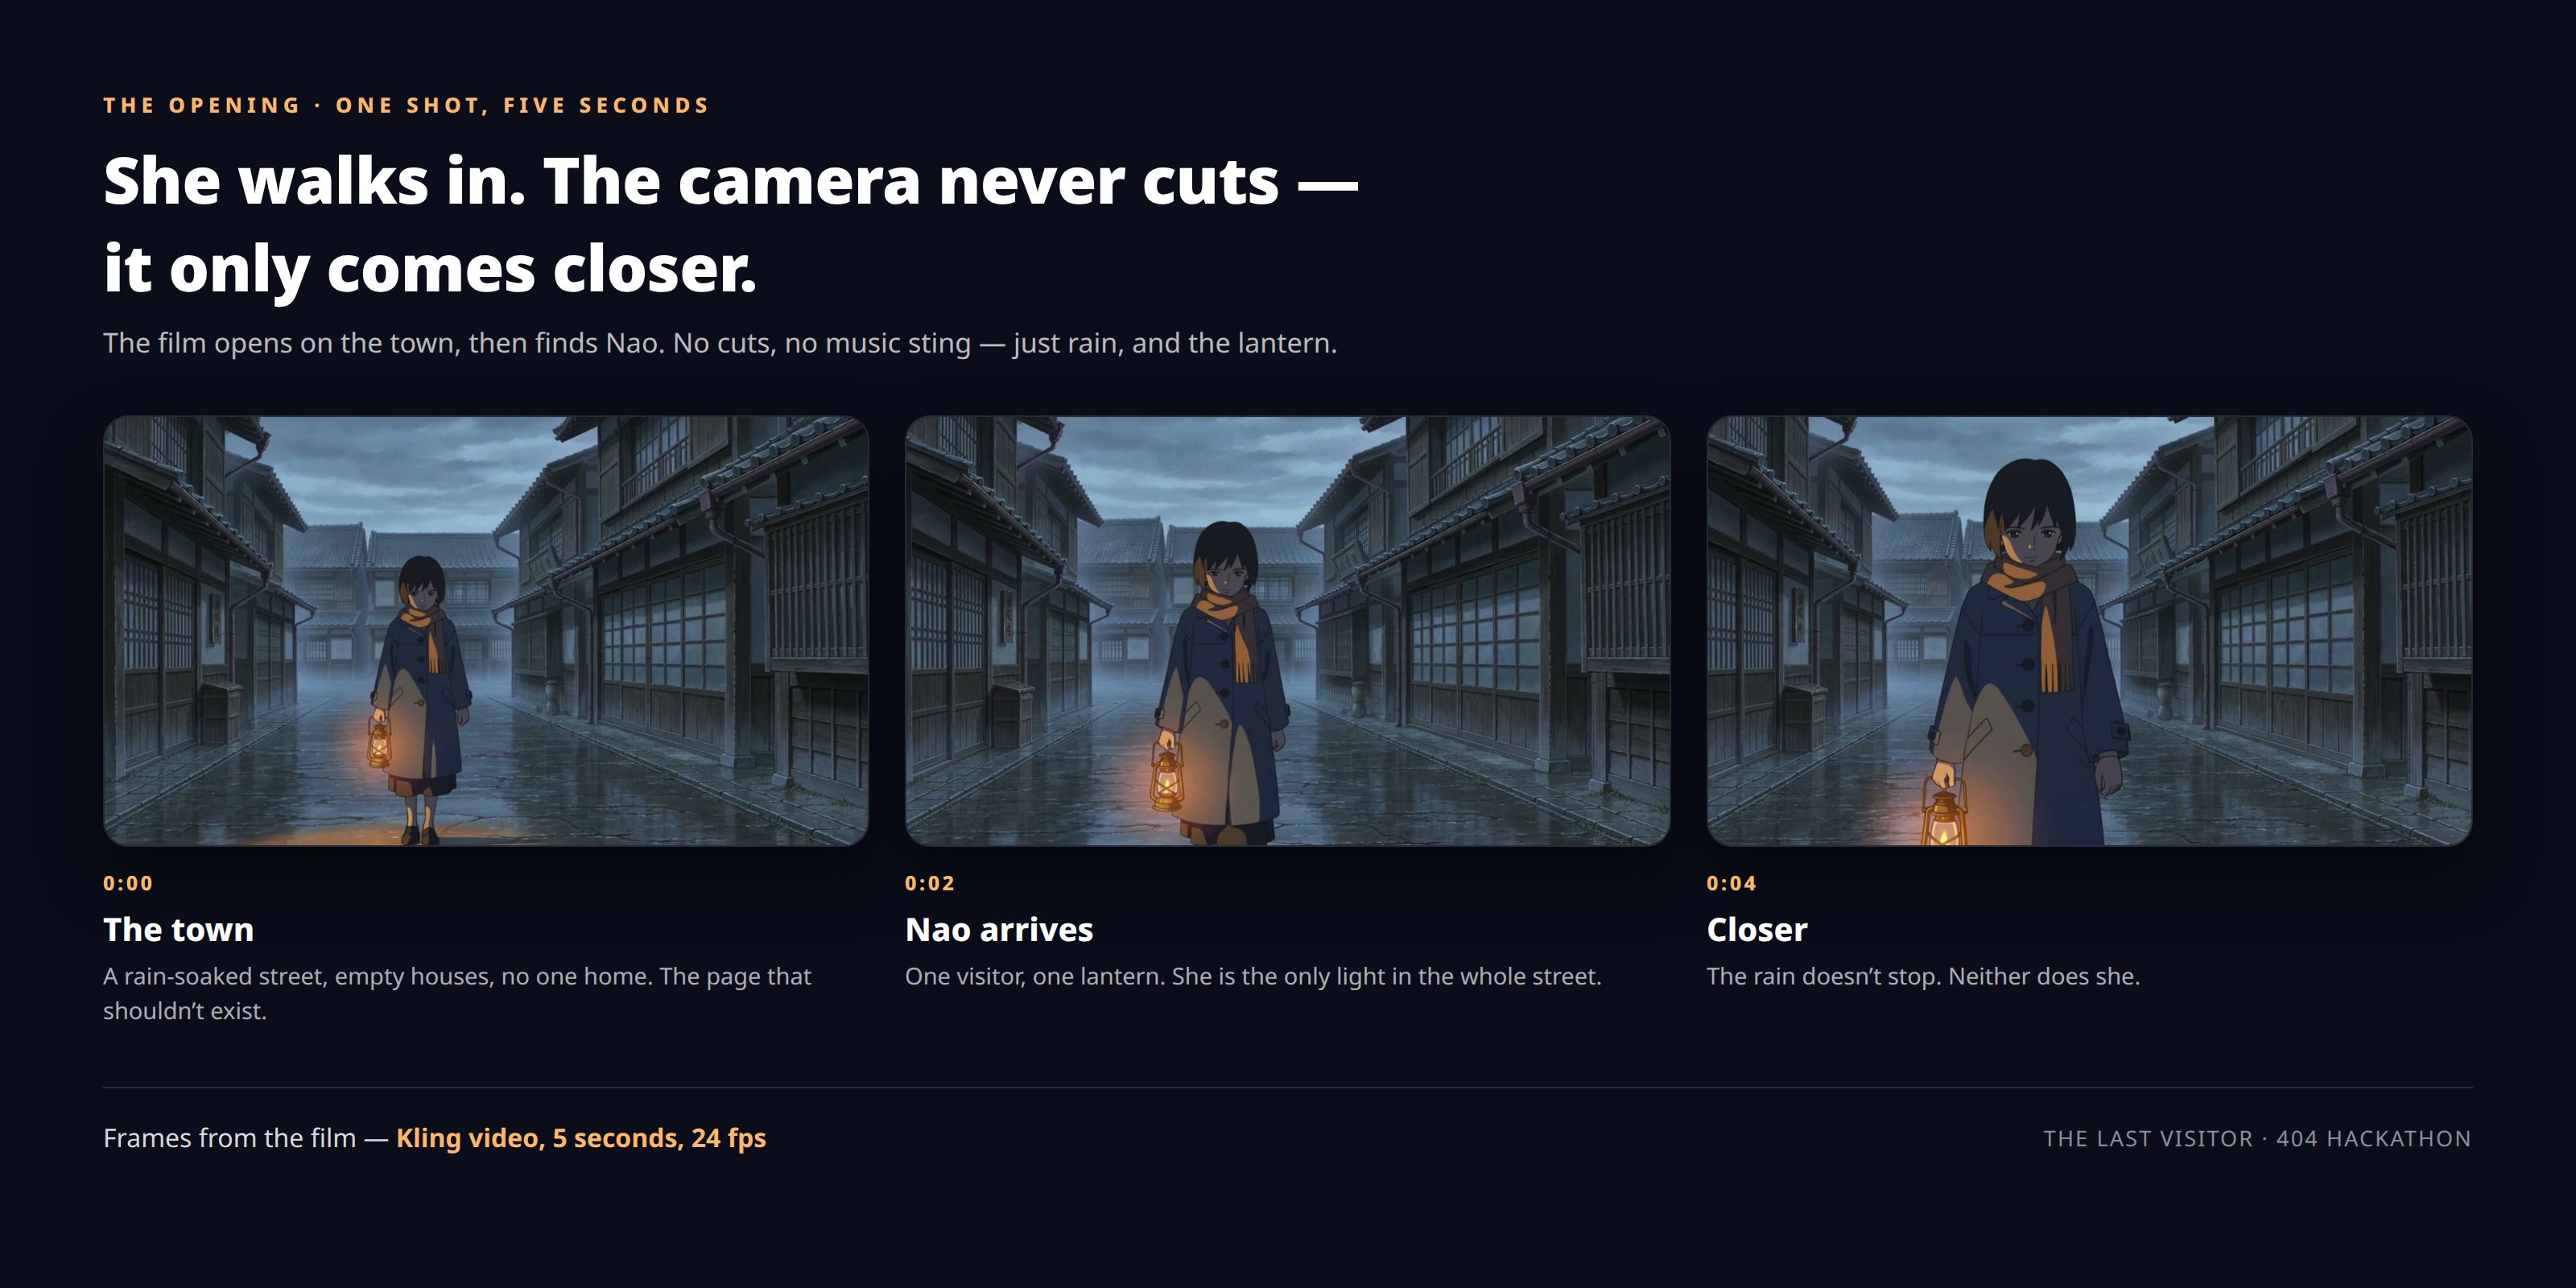 THE OPENING · ONE SHOT, FIVE SECONDS
She walks in. The camera never cuts —
it only comes closer.
The film opens on the town, then finds Nao. No cuts, no music sting — just rain, and the lantern.
0:00
The town
A rain-soaked street, empty houses, no one home. The page that
shouldn’t exist.
0:02
Nao arrives
One visitor, one lantern. She is the only light in the whole street.
0:04
Closer
The rain doesn’t stop. Neither does she.
Frames from the film — Kling video, 5 seconds, 24 fps
THE LAST VISITOR · 404 HACKATHON